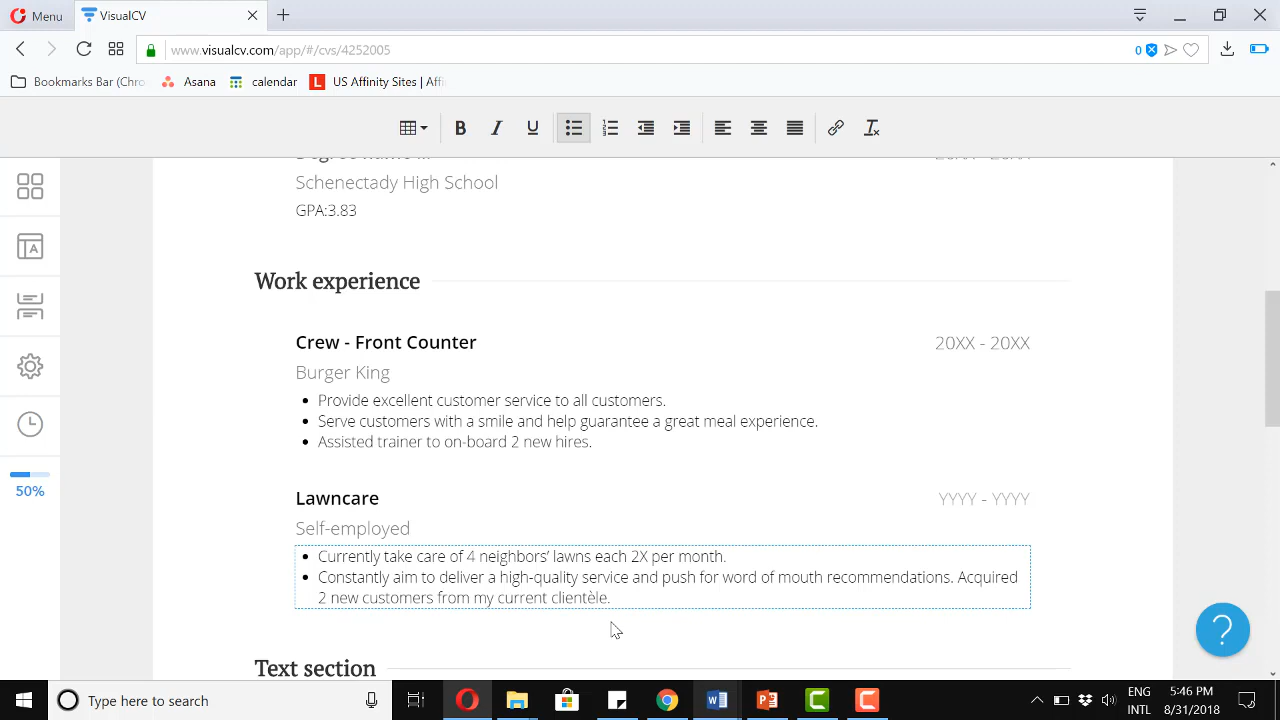 Menu
VisualCV
www.visualcv.com/app/#/cvs/4252005
0
Bookmarks Bar (Chro
Asana
calendar
L
US Affinity Sites | Affi
B I U
Schenectady High School
GPA:3.83
Work experience
Crew - Front Counter
20XX - 20XX
Burger King
• Provide excellent customer service to all customers.
• Serve customers with a smile and help guarantee a great meal experience.
• Assisted trainer to on-board 2 new hires.
Lawncare
YYYY - YYYY
Self-employed
• Currently take care of 4 neighbors’ lawns each 2X per month.
• Constantly aim to deliver a high-quality service and push for word of mouth recommendations. Acquired
2 new customers from my current clientèle.
50%
Text section
?
Type here to search
ENG
INTL
5:46 PM
8/31/2018